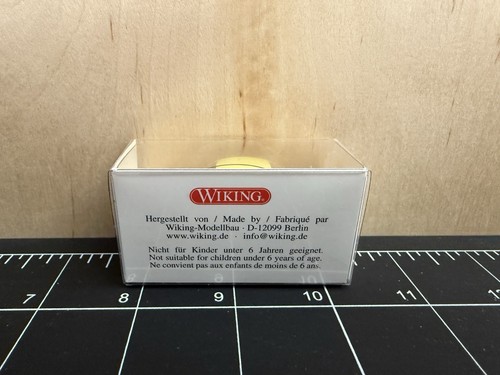 WIKING
Hergestellt von / Made by / Fabriqué par
Wiking-Modellbau · D-12099 Berlin
www.wiking.de · info@wiking.de
Nicht für Kinder unter 6 Jahren geeignet.
Not suitable for children under 6 years of age.
Ne convient pas aux enfants de moins de 6 ans.
7 8 9 10 11 12